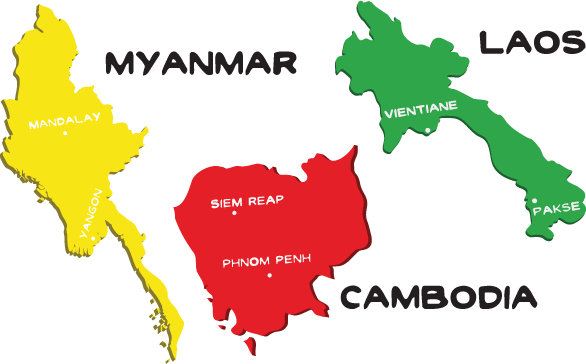 MYANMAR
MANDALAY
YANGON
LAOS
VIENTIANE
PAKSE
SIEM REAP
PHNOM PENH
CAMBODIA